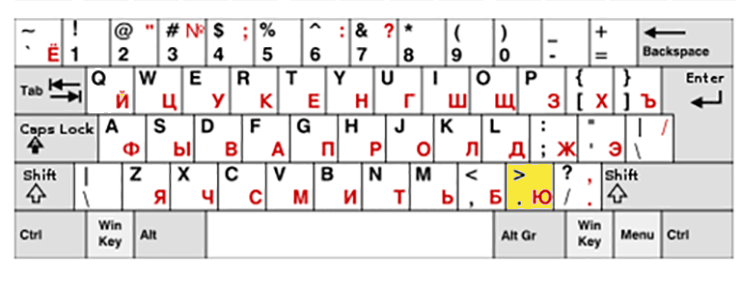 ~ ` Ё ! 1 @ " 2 # № 3 $ ; 4 % 5 ^ : 6 & ? 7 * 8 ( 9 ) 0 _ - + = Backspace
Tab Q Й W Ц E У R К T Е Y Н U Г I Ш O Щ P З { [ Х } ] Ъ Enter
Caps Lock A Ф S Ы D В F А G П H Р J О K Л L Д : ; Ж " ' Э | \ /
Shift | \ Z Я X Ч C С V М B И N Т M Ь < , Б > . Ю ? / , . Shift
Ctrl Win Key Alt Alt Gr Win Key Menu Ctrl